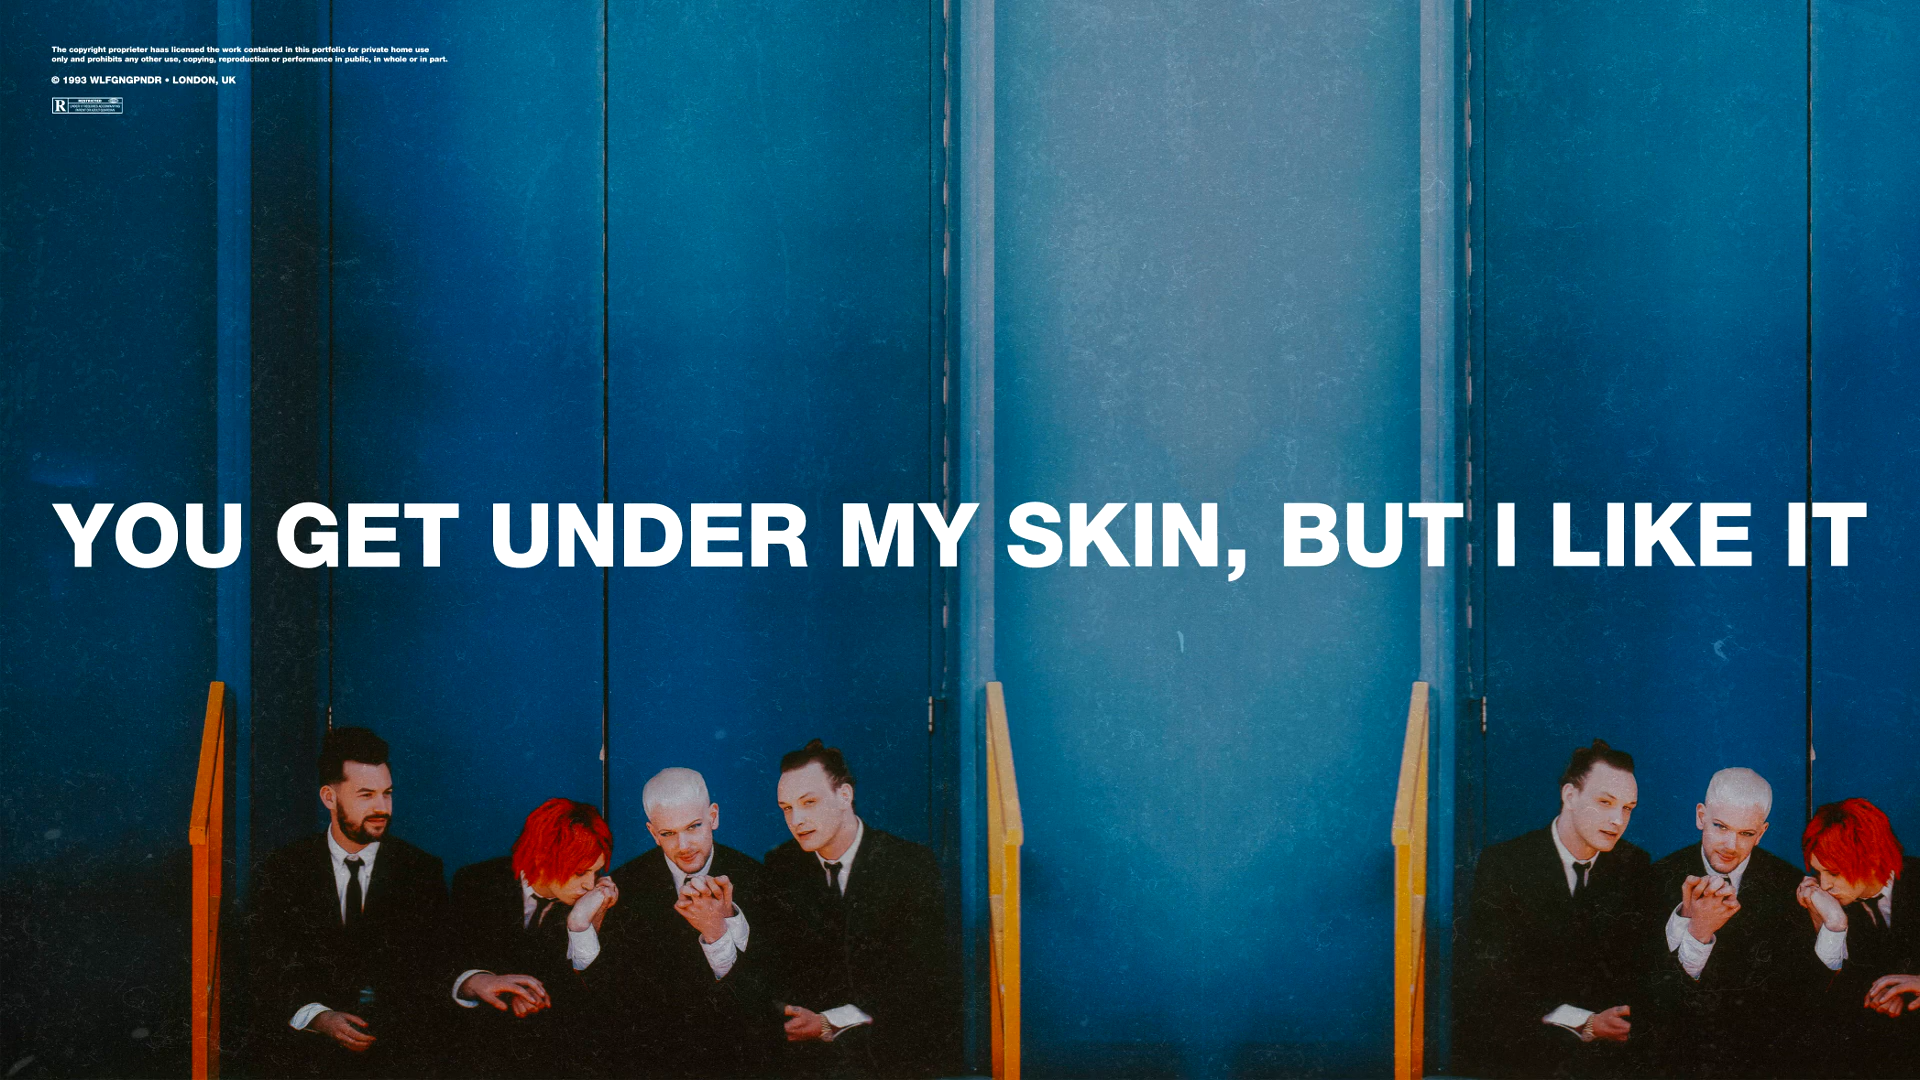 The copyright proprieter haas licensed the work contained in this portfolio for private home use
only and prohibits any other use, copying, reproduction or performance in public, in whole or in part.
© 1993 WLFGNGPNDR • LONDON, UK
R RESTRICTED
YOU GET UNDER MY SKIN, BUT I LIKE IT